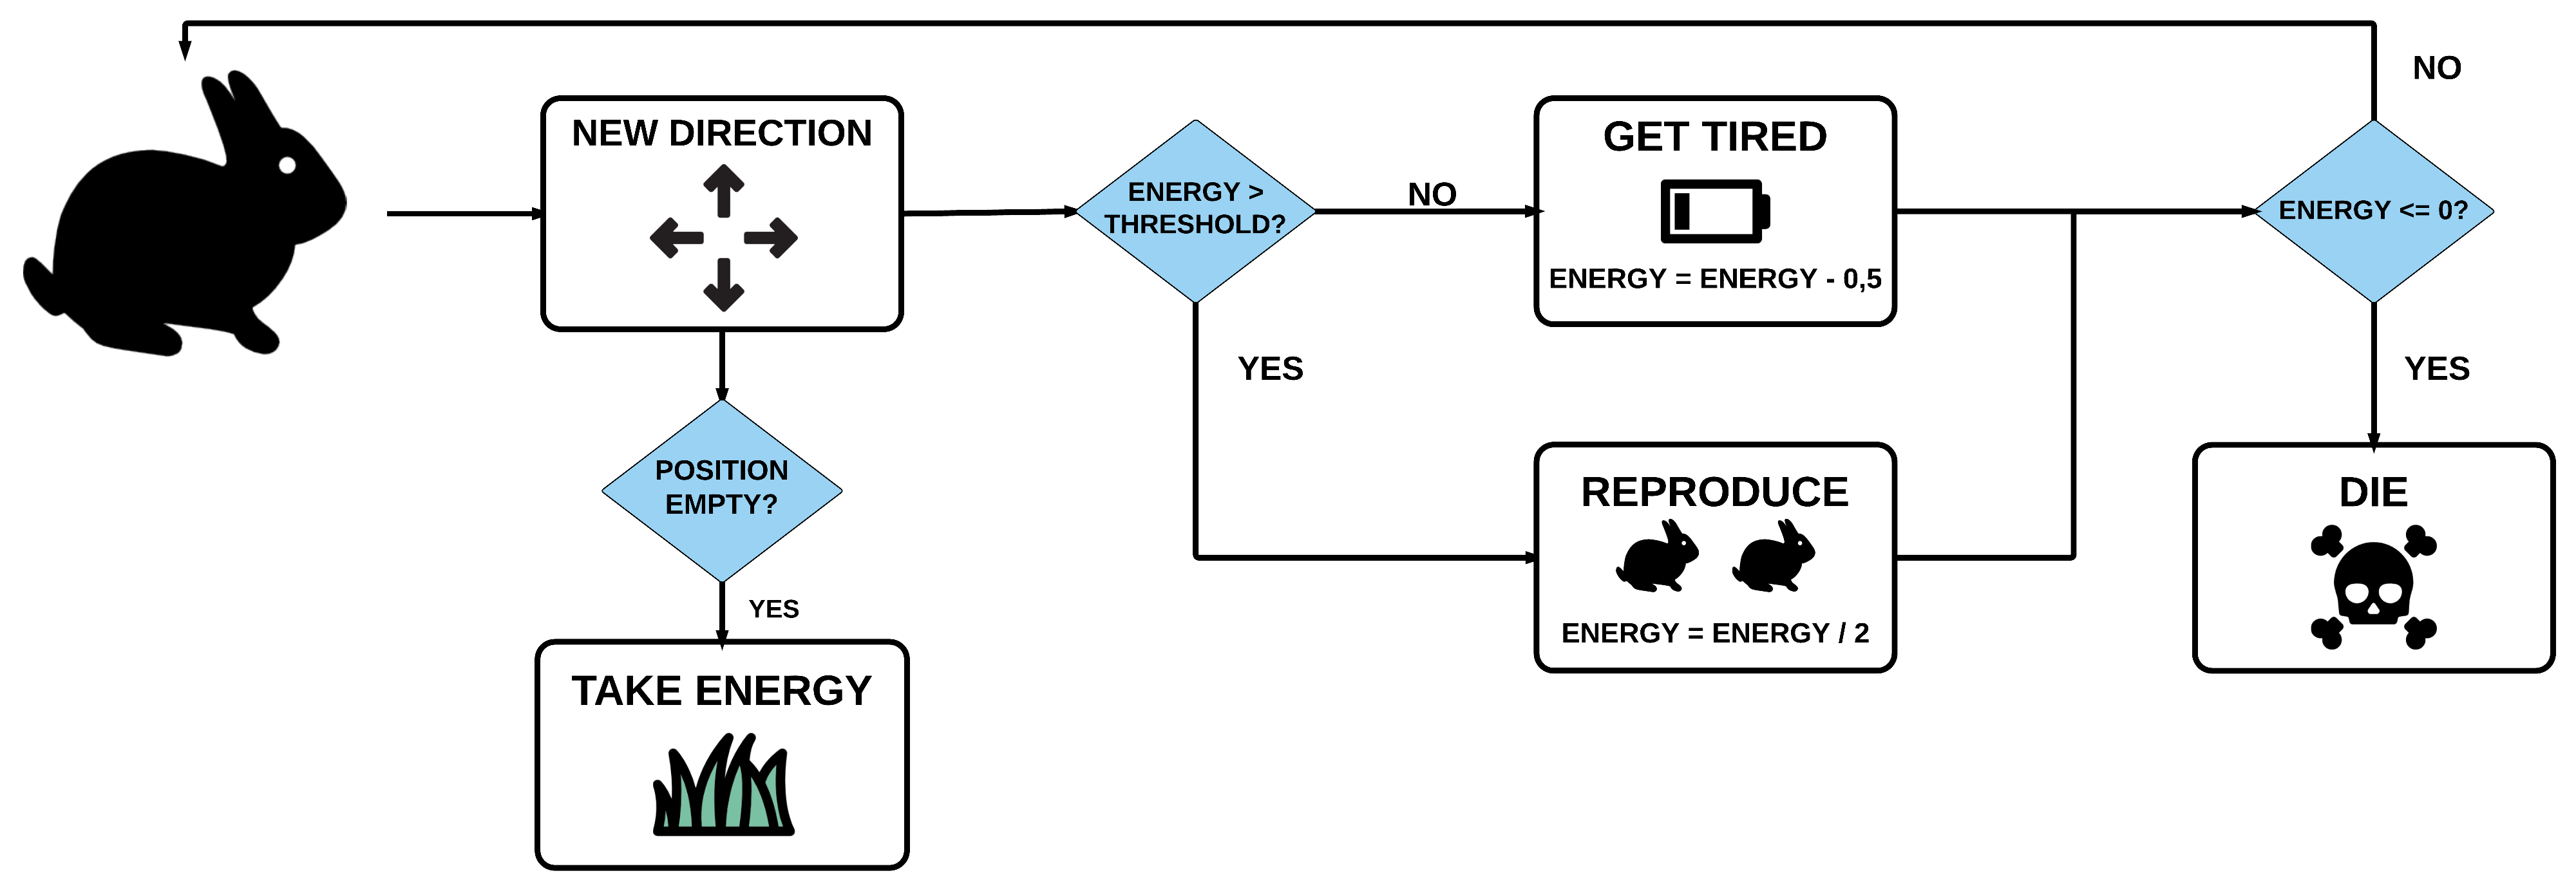 NEW DIRECTION
ENERGY >
THRESHOLD?
NO
GET TIRED
ENERGY = ENERGY - 0,5
NO
ENERGY <= 0?
YES
YES
POSITION
EMPTY?
YES
TAKE ENERGY
REPRODUCE
ENERGY = ENERGY / 2
DIE